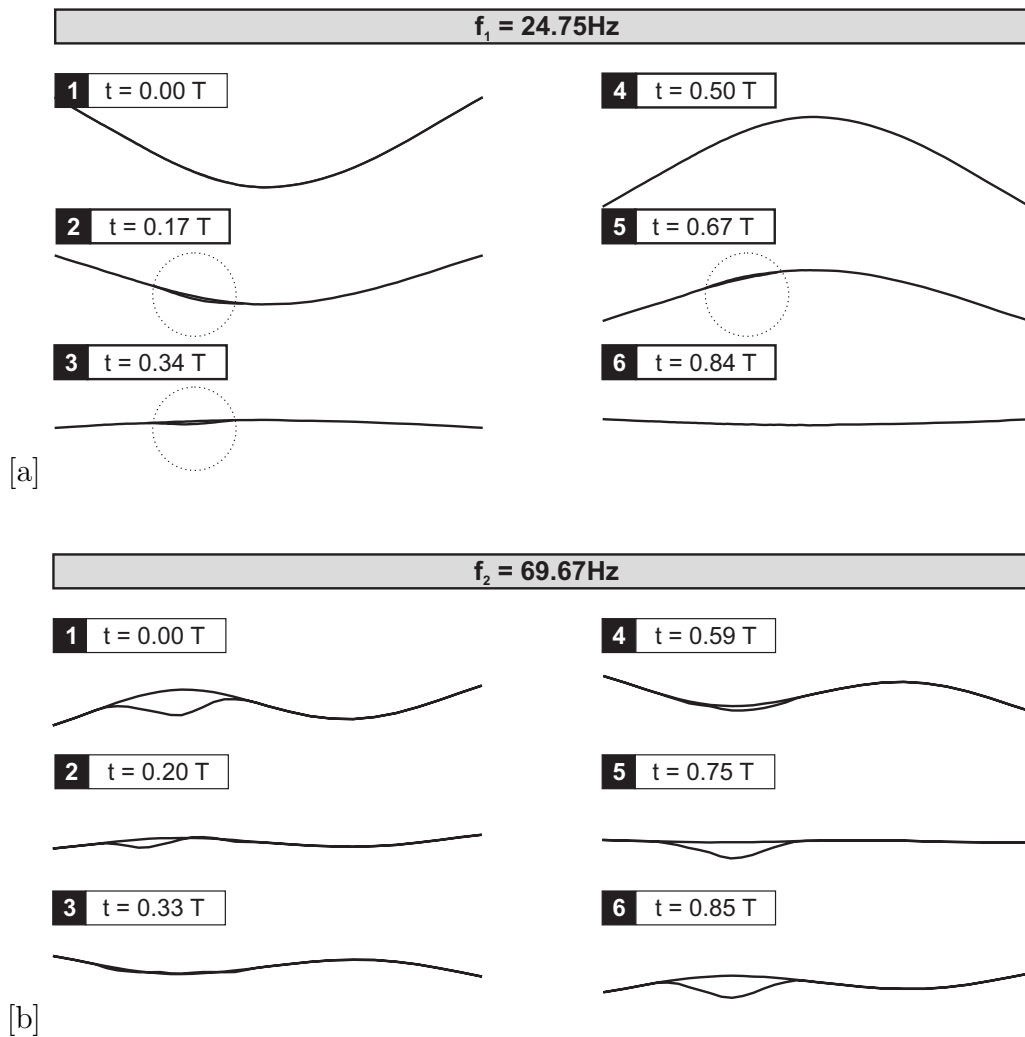 f₁ = 24.75Hz
1 t = 0.00 T
4 t = 0.50 T
2 t = 0.17 T
5 t = 0.67 T
3 t = 0.34 T
6 t = 0.84 T
[a]
f₂ = 69.67Hz
1 t = 0.00 T
4 t = 0.59 T
2 t = 0.20 T
5 t = 0.75 T
3 t = 0.33 T
6 t = 0.85 T
[b]